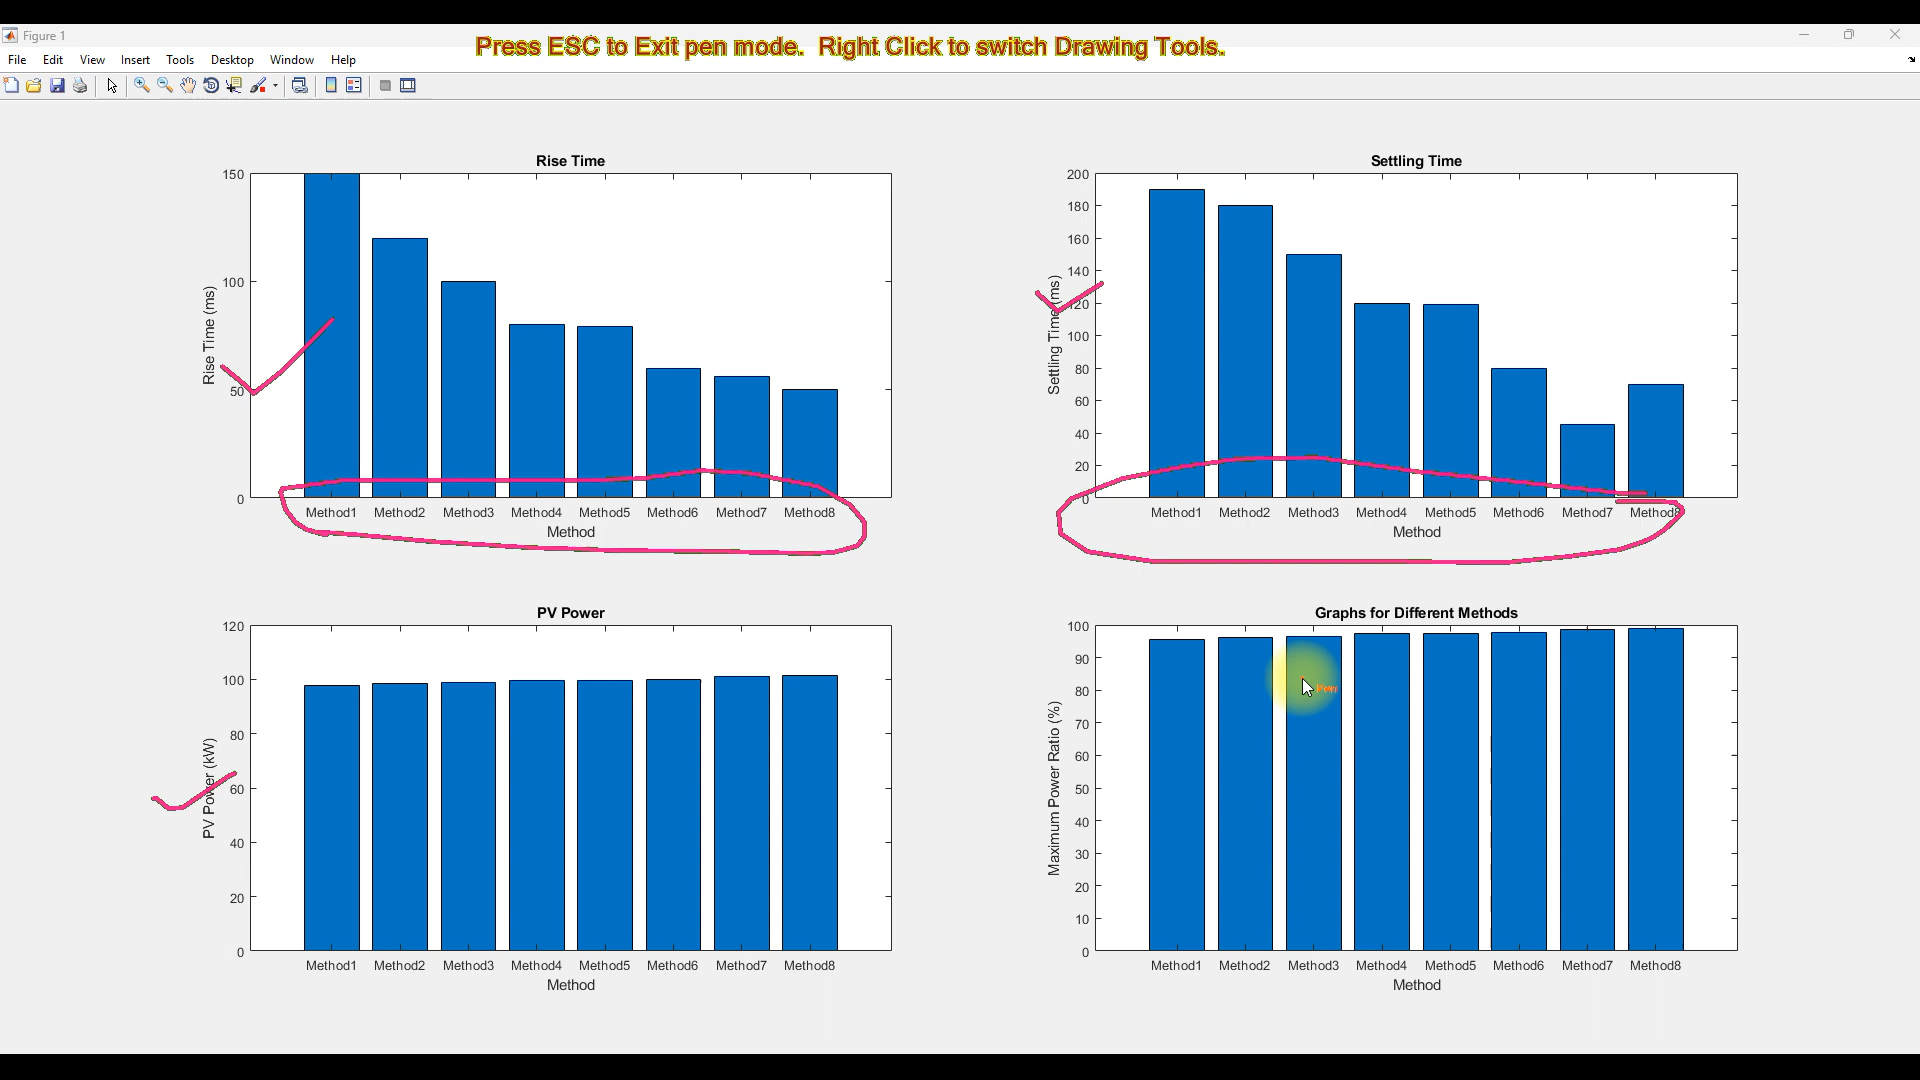 Figure 1
Press ESC to Exit pen mode. Right Click to switch Drawing Tools.
File Edit View Insert Tools Desktop Window Help
Rise Time
150
100
50
0
Rise Time (ms)
Method1 Method2 Method3 Method4 Method5 Method6 Method7 Method8
Method
Settling Time
200
180
160
140
120
100
80
60
40
20
0
Settling Time (ms)
Method1 Method2 Method3 Method4 Method5 Method6 Method7 Method8
Method
PV Power
120
100
80
60
40
20
0
PV Power (kW)
Method1 Method2 Method3 Method4 Method5 Method6 Method7 Method8
Method
Graphs for Different Methods
100
90
80
70
60
50
40
30
20
10
0
Maximum Power Ratio (%)
Method1 Method2 Method3 Method4 Method5 Method6 Method7 Method8
Method